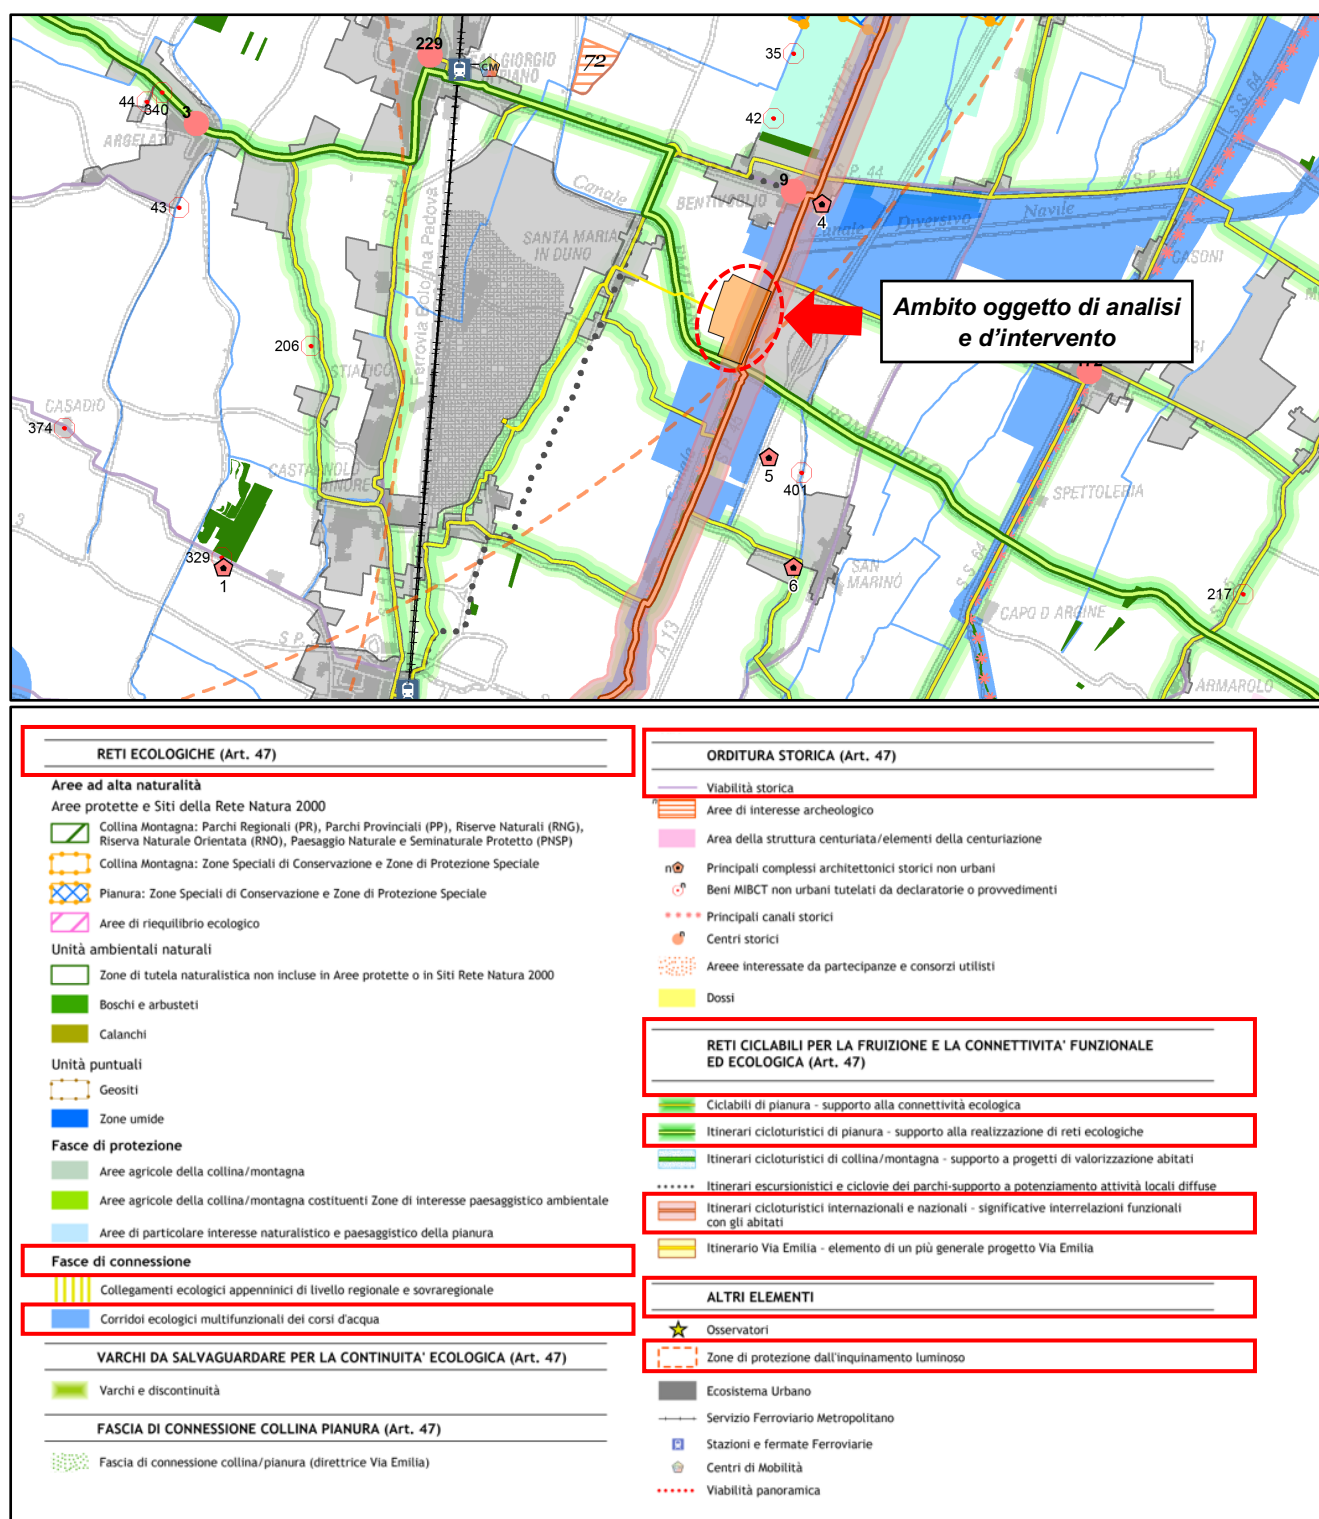 229
SAN GIORGIO
DI PIANO
CM
72
35
44
340
3
ARGELATO
S.P. 44
42
S.S. 64
9
S.P. 44
BENTIVOGLIO
43
S.P. 4
Canale
4
Canale Diversivo Navile
SANTA MARIA
IN DUNO
CASONI
Ferrovia Bologna Padova
Ambito oggetto di analisi
e d'intervento
206
STIATICO
CASADIO
374
ROMAGNOLO
CASTAGNOLO
MINORE
Canale
5
401
SPETTOLERIA
329
1
6
SAN
MARINO
S.S. 64
217
CAPO D ARGINE
A 13
S.P. 3
ARMAROLO
RETI ECOLOGICHE (Art. 47)
Aree ad alta naturalità
Aree protette e Siti della Rete Natura 2000
Collina Montagna: Parchi Regionali (PR), Parchi Provinciali (PP), Riserve Naturali (RNG),
Riserva Naturale Orientata (RNO), Paesaggio Naturale e Seminaturale Protetto (PNSP)
Collina Montagna: Zone Speciali di Conservazione e Zone di Protezione Speciale
Pianura: Zone Speciali di Conservazione e Zone di Protezione Speciale
Aree di riequilibrio ecologico
Unità ambientali naturali
Zone di tutela naturalistica non incluse in Aree protette o in Siti Rete Natura 2000
Boschi e arbusteti
Calanchi
Unità puntuali
Geositi
Zone umide
Fasce di protezione
Aree agricole della collina/montagna
Aree agricole della collina/montagna costituenti Zone di interesse paesaggistico ambientale
Aree di particolare interesse naturalistico e paesaggistico della pianura
Fasce di connessione
Collegamenti ecologici appenninici di livello regionale e sovraregionale
Corridoi ecologici multifunzionali dei corsi d'acqua
VARCHI DA SALVAGUARDARE PER LA CONTINUITA' ECOLOGICA (Art. 47)
Varchi e discontinuità
FASCIA DI CONNESSIONE COLLINA PIANURA (Art. 47)
Fascia di connessione collina/pianura (direttrice Via Emilia)
ORDITURA STORICA (Art. 47)
Viabilità storica
n
Aree di interesse archeologico
Area della struttura centuriata/elementi della centuriazione
n
Principali complessi architettonici storici non urbani
n
Beni MIBCT non urbani tutelati da declaratorie o provvedimenti
Principali canali storici
n
Centri storici
Areee interessate da partecipanze e consorzi utilisti
Dossi
RETI CICLABILI PER LA FRUIZIONE E LA CONNETTIVITA' FUNZIONALE
ED ECOLOGICA (Art. 47)
Ciclabili di pianura - supporto alla connettività ecologica
Itinerari cicloturistici di pianura - supporto alla realizzazione di reti ecologiche
Itinerari cicloturistici di collina/montagna - supporto a progetti di valorizzazione abitati
Itinerari escursionistici e ciclovie dei parchi-supporto a potenziamento attività locali diffuse
Itinerari cicloturistici internazionali e nazionali - significative interrelazioni funzionali
con gli abitati
Itinerario Via Emilia - elemento di un più generale progetto Via Emilia
ALTRI ELEMENTI
Osservatori
Zone di protezione dall'inquinamento luminoso
Ecosistema Urbano
Servizio Ferroviario Metropolitano
Stazioni e fermate Ferroviarie
Centri di Mobilità
Viabilità panoramica